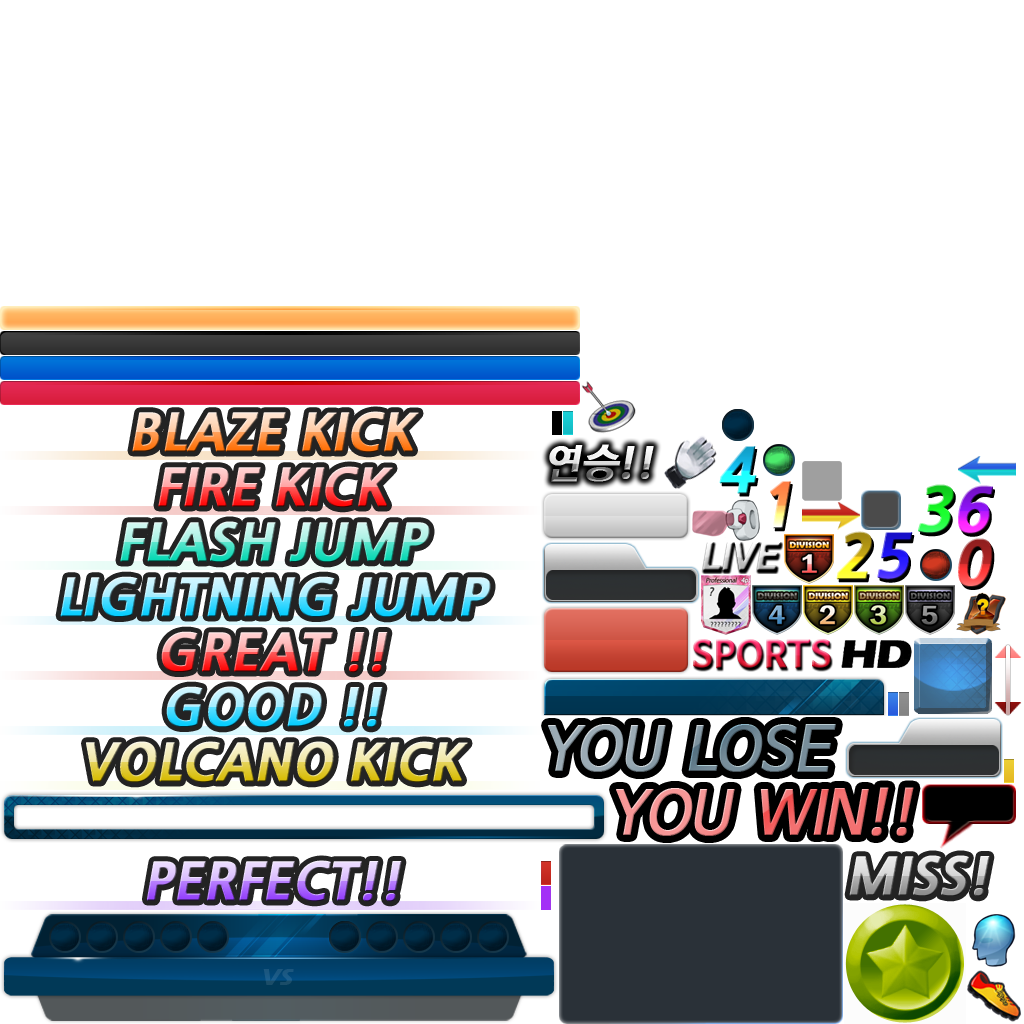 BLAZE KICK
연승!!
FIRE KICK
4
1
36
FLASH JUMP
LIVE
DIVISION
1
2
5
0
Professional
?
?????????
LIGHTNING JUMP
DIVISION
4
DIVISION
2
DIVISION
3
DIVISION
5
?
GREAT !!
SPORTS
HD
GOOD !!
VOLCANO KICK
YOU LOSE
YOU WIN!!
PERFECT!!
MISS!
VS